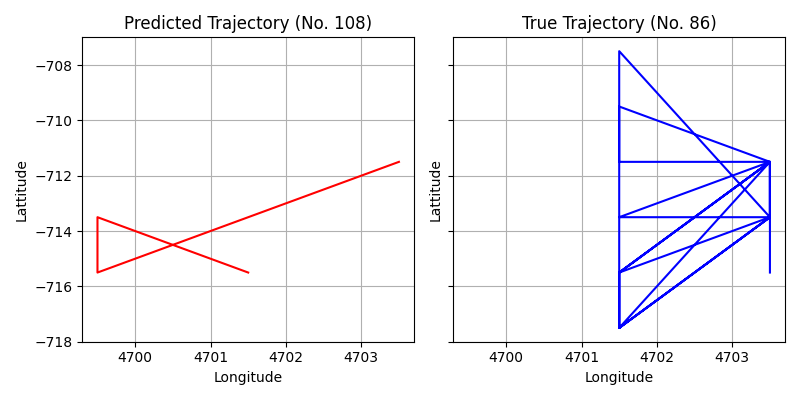 Predicted Trajectory (No. 108)
True Trajectory (No. 86)
Lattitude
−708
−710
−712
−714
−716
−718
4700
4701
4702
4703
Longitude
Lattitude
4700
4701
4702
4703
Longitude